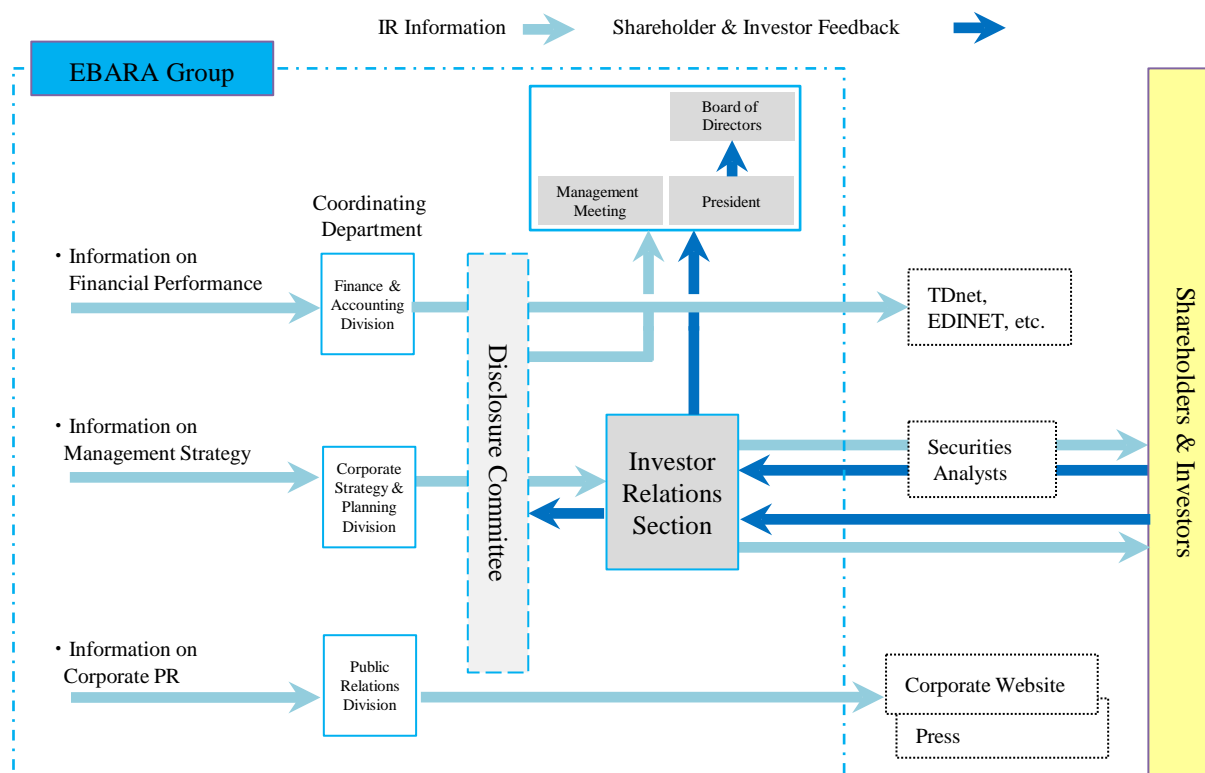 IR Information
Shareholder & Investor Feedback
EBARA Group
Board of
Directors
Management
Meeting
President
Coordinating
Department
・Information on
Financial Performance
Finance &
Accounting
Division
TDnet,
EDINET, etc.
Disclosure Committee
Shareholders & Investors
・Information on
Management Strategy
Corporate
Strategy &
Planning
Division
Investor
Relations
Section
Securities
Analysts
・Information on
Corporate PR
Public
Relations
Division
Corporate Website
Press